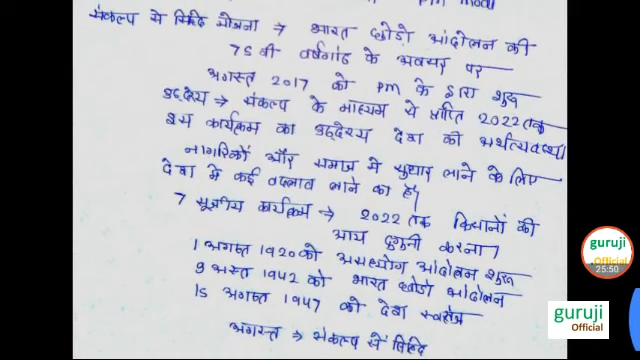 PM Modi
संकल्प से सिद्धि योजना → भारत छोड़ो आंदोलन की
75 वी वर्षगांठ के अवसर पर
अगस्त 2017 को PM के द्वारा शुरू
उद्देश्य → संकल्प के माध्यम से प्राप्ति 2022 तक
इस कार्यक्रम का उद्देश्य देश की अर्थव्यवस्था
नागरिकों और समाज में सुधार लाने के लिए
देश में कई बदलाव लाने का है।
7 सूत्रीय कार्यक्रम → 2022 तक किसानों की
आय दुगुनी करना।
1 अगस्त 1920 को असहयोग आंदोलन शुरू
9 अस्त 1942 को भारत छोड़ो आंदोलन
15 अगस्त 1947 को देश स्वतंत्र
अगस्त → संकल्प से सिद्धि
guruji
Official
25:50
guruji
Official